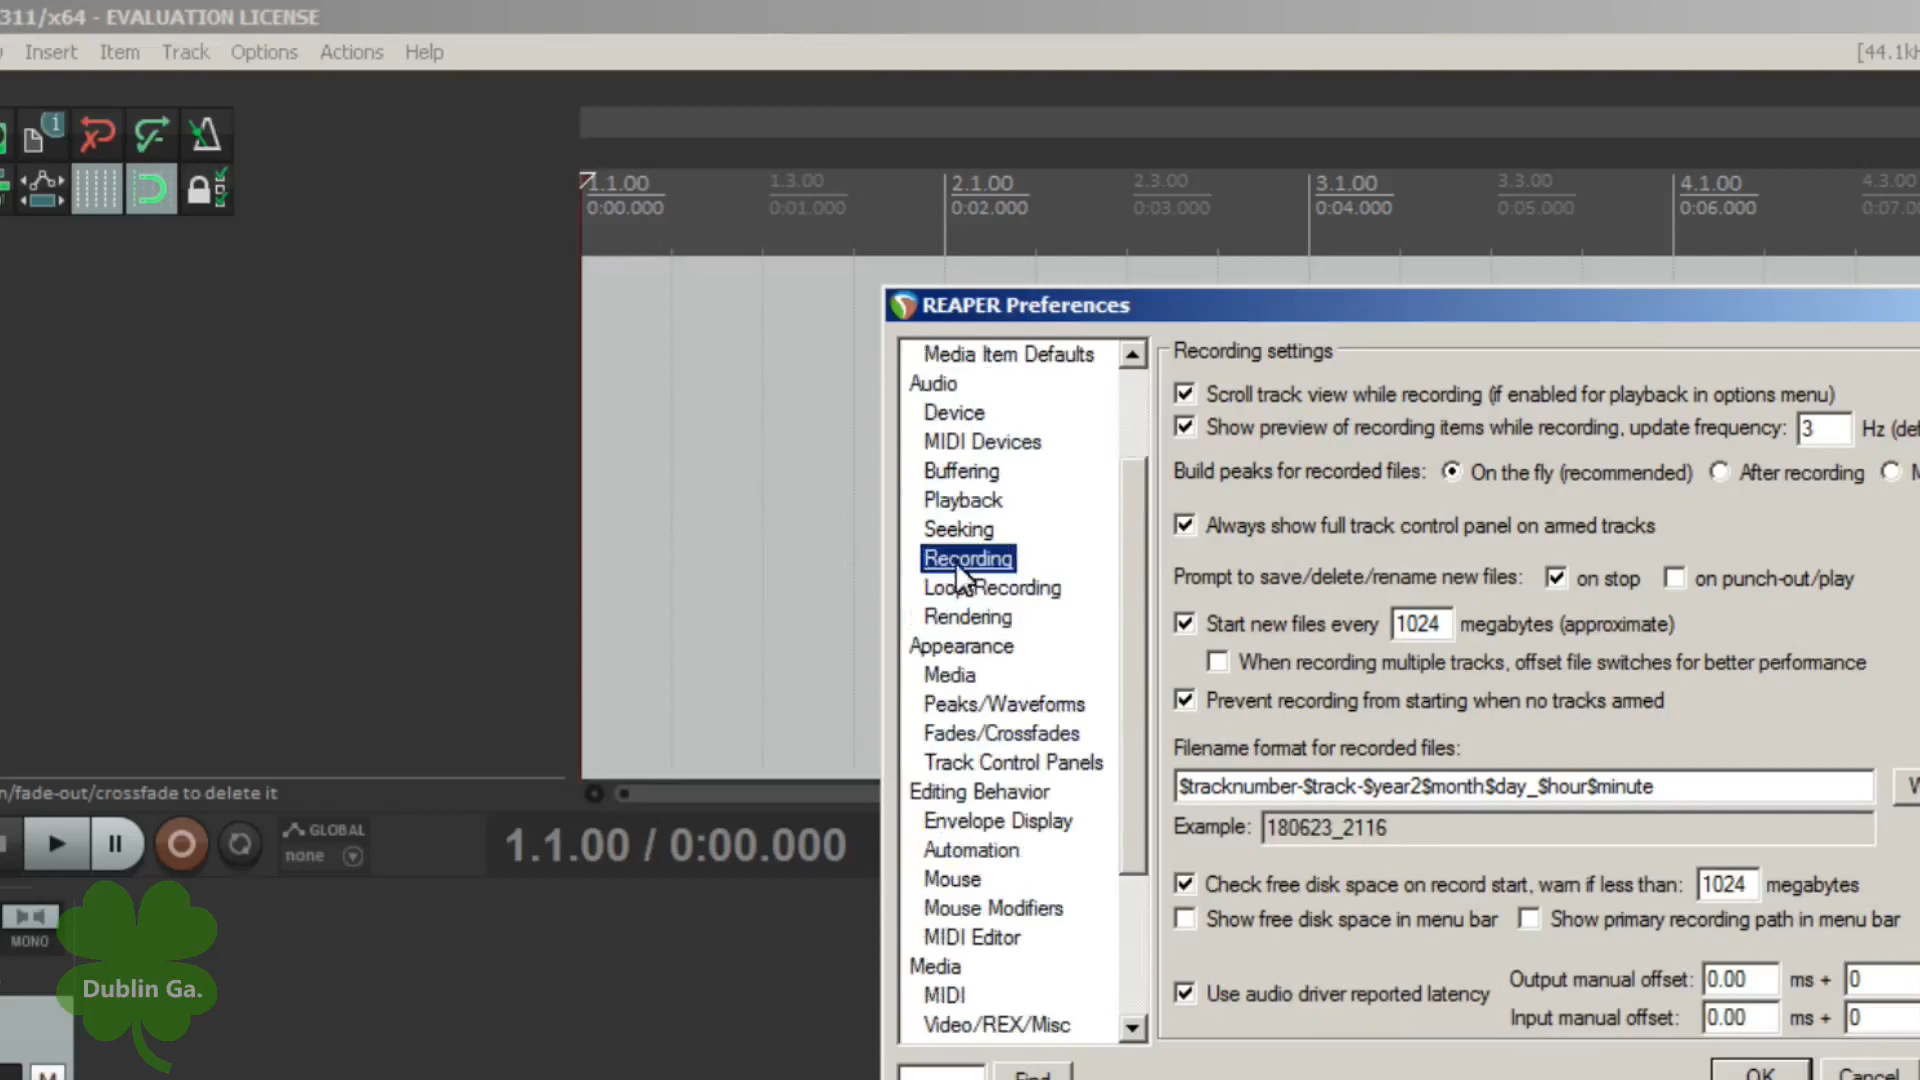 311/x64 - EVALUATION LICENSE
Insert Item Track Options Actions Help
[44.1kH
1.1.00 1.3.00 2.1.00 2.3.00 3.1.00 3.3.00 4.1.00 4.3.00
0:00.000 0:01.000 0:02.000 0:03.000 0:04.000 0:05.000 0:06.000 0:07.0
REAPER Preferences
Media Item Defaults
Audio
Device
MIDI Devices
Buffering
Playback
Seeking
Recording
Loop Recording
Rendering
Appearance
Media
Peaks/Waveforms
Fades/Crossfades
Track Control Panels
Editing Behavior
Envelope Display
Automation
Mouse
Mouse Modifiers
MIDI Editor
Media
MIDI
Video/REX/Misc
Find
Recording settings
Scroll track view while recording (if enabled for playback in options menu)
Show preview of recording items while recording, update frequency: 3 Hz (def
Build peaks for recorded files: On the fly (recommended) After recording
Always show full track control panel on armed tracks
Prompt to save/delete/rename new files: on stop on punch-out/play
Start new files every 1024 megabytes (approximate)
When recording multiple tracks, offset file switches for better performance
Prevent recording from starting when no tracks armed
Filename format for recorded files:
$tracknumber-$track-$year2$month$day_$hour$minute
Example: 180623_2116
Check free disk space on record start, warn if less than: 1024 megabytes
Show free disk space in menu bar Show primary recording path in menu bar
Use audio driver reported latency
Output manual offset: 0.00 ms + 0
Input manual offset: 0.00 ms + 0
OK Cancel
n/fade-out/crossfade to delete it
GLOBAL
none
1.1.00 / 0:00.000
MONO
Dublin Ga.
M